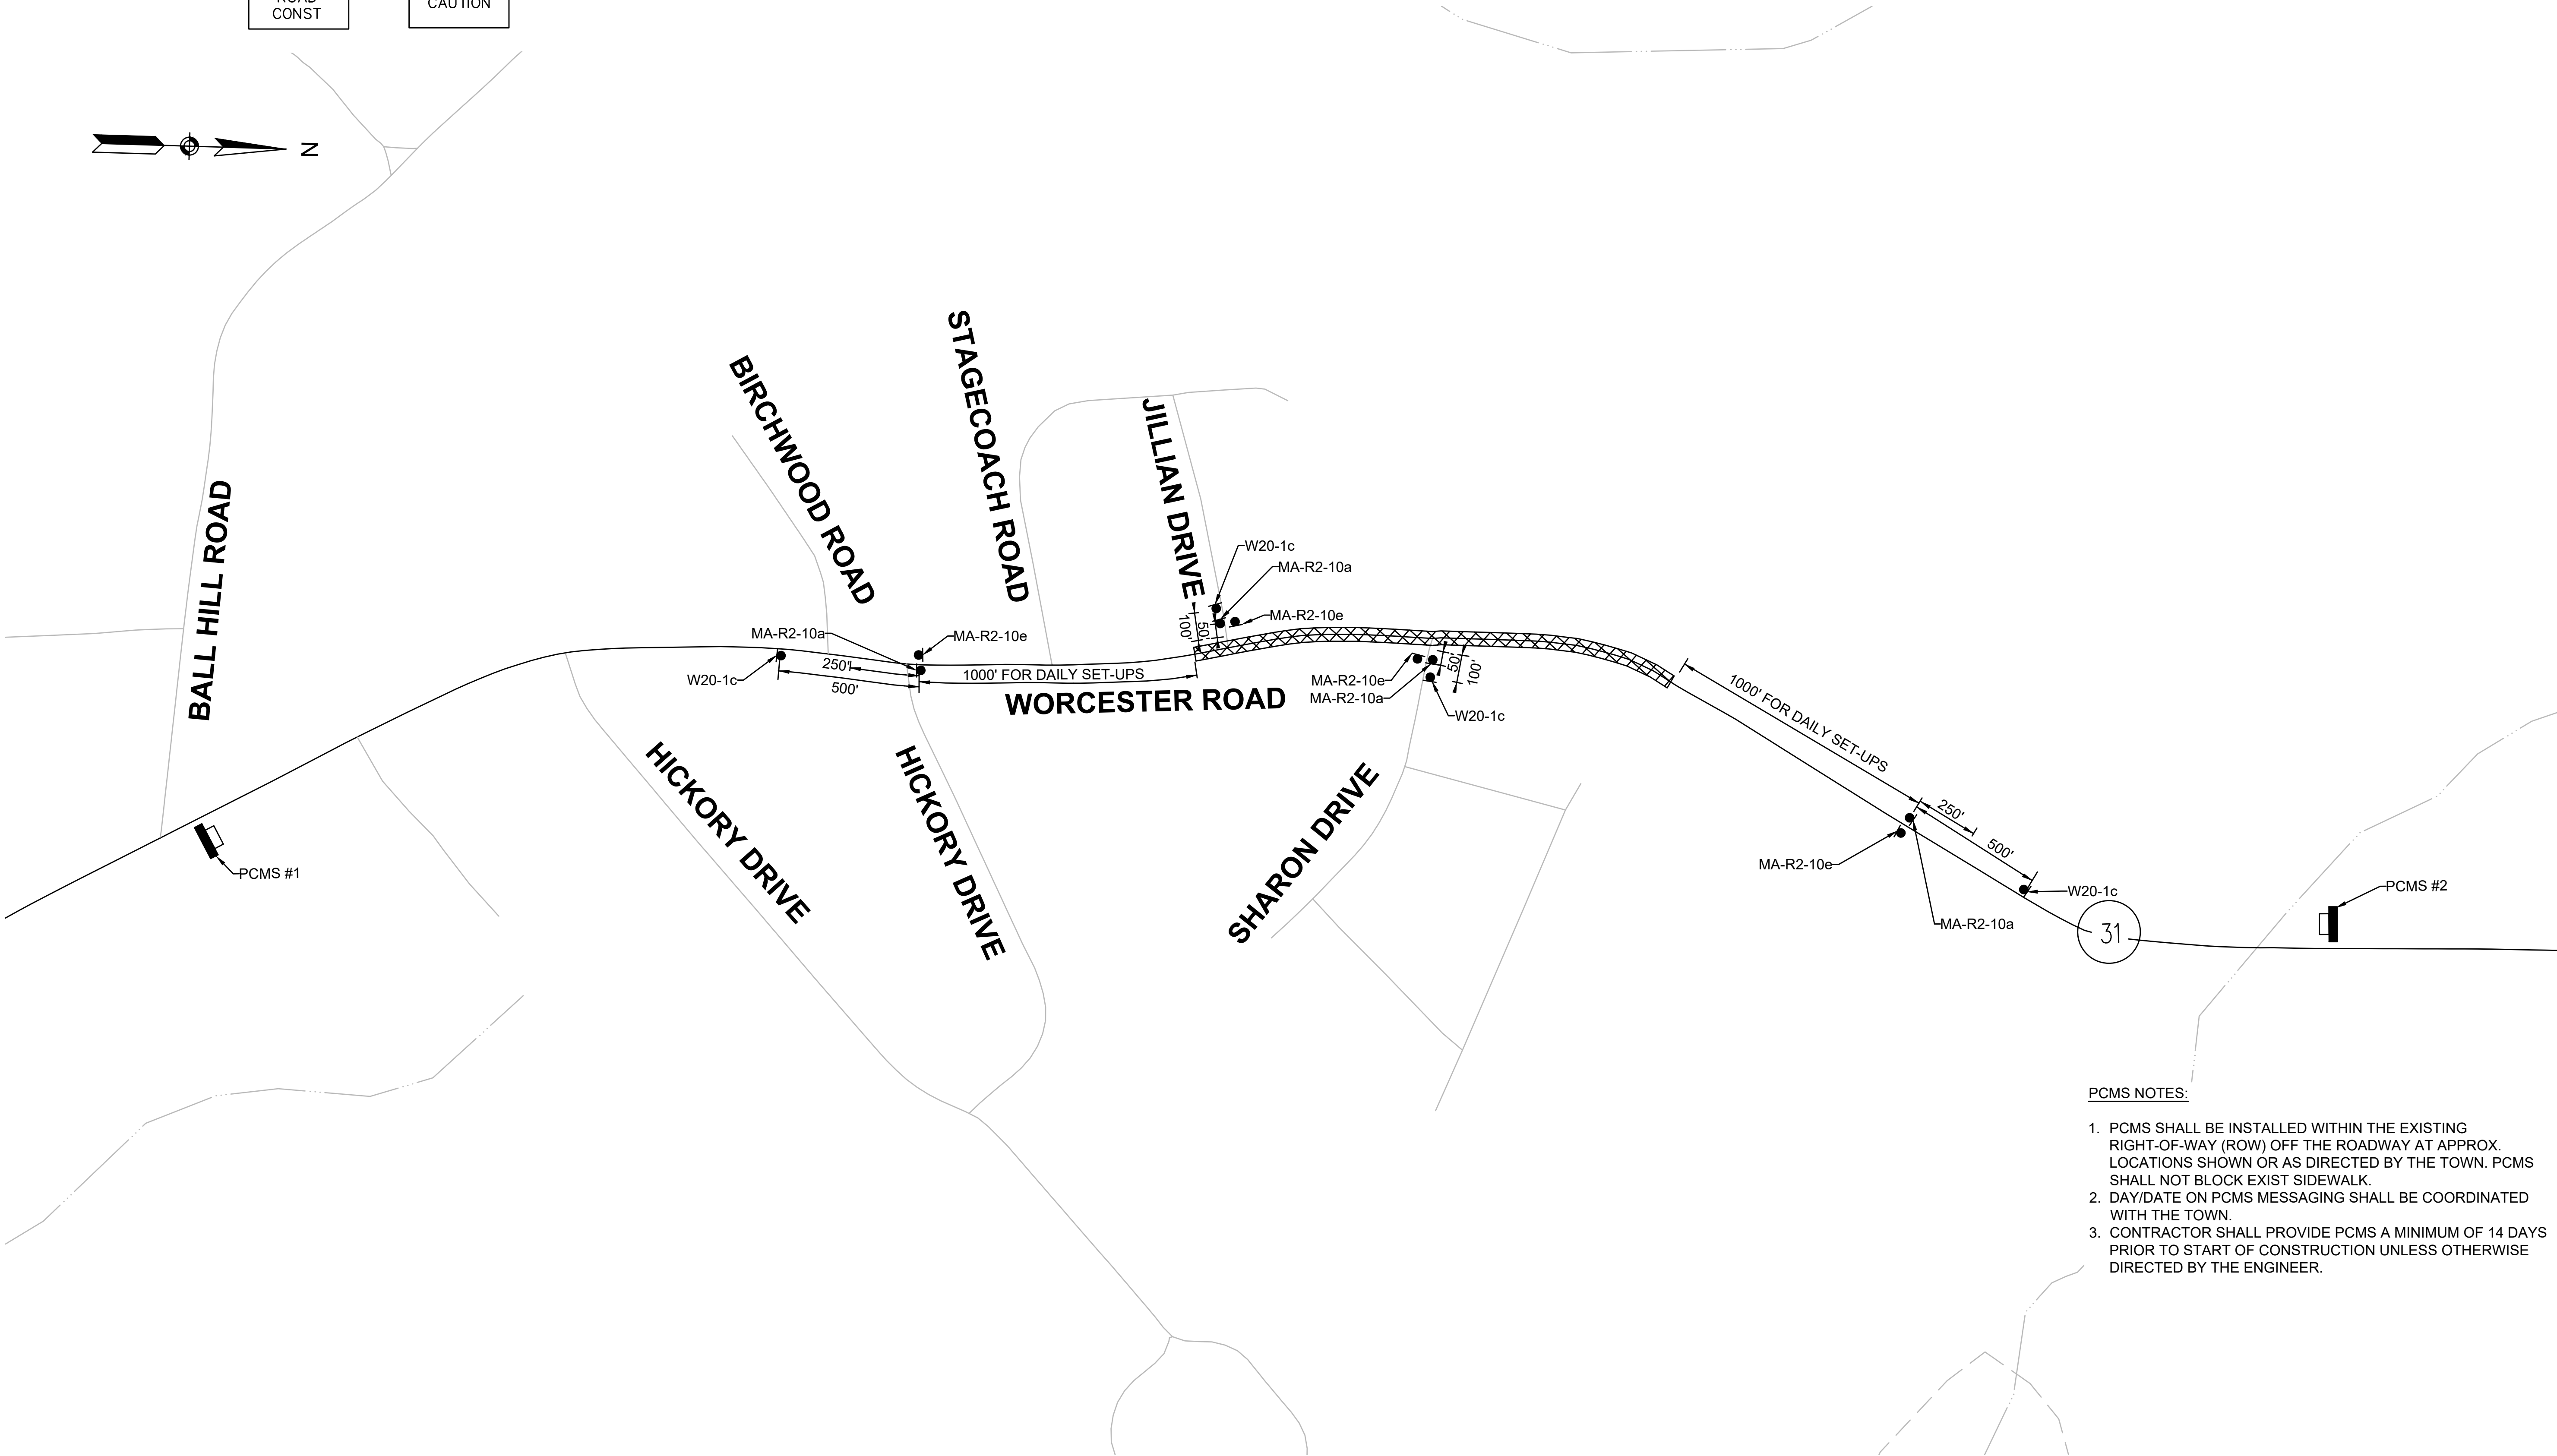 ROAD
CONST
CAUTION
N
BALL HILL ROAD
BIRCHWOOD ROAD
STAGECOACH ROAD
JILLIAN DRIVE
W20-1c
MA-R2-10a
MA-R2-10e
100'
50'
MA-R2-10a
MA-R2-10e
W20-1c
250'
500'
1000' FOR DAILY SET-UPS
WORCESTER ROAD
MA-R2-10e
MA-R2-10a
W20-1c
50'
100'
HICKORY DRIVE
HICKORY DRIVE
SHARON DRIVE
1000' FOR DAILY SET-UPS
250'
500'
MA-R2-10e
W20-1c
MA-R2-10a
31
PCMS #1
PCMS #2
PCMS NOTES:
1. PCMS SHALL BE INSTALLED WITHIN THE EXISTING
RIGHT-OF-WAY (ROW) OFF THE ROADWAY AT APPROX.
LOCATIONS SHOWN OR AS DIRECTED BY THE TOWN. PCMS
SHALL NOT BLOCK EXIST SIDEWALK.
2. DAY/DATE ON PCMS MESSAGING SHALL BE COORDINATED
WITH THE TOWN.
3. CONTRACTOR SHALL PROVIDE PCMS A MINIMUM OF 14 DAYS
PRIOR TO START OF CONSTRUCTION UNLESS OTHERWISE
DIRECTED BY THE ENGINEER.